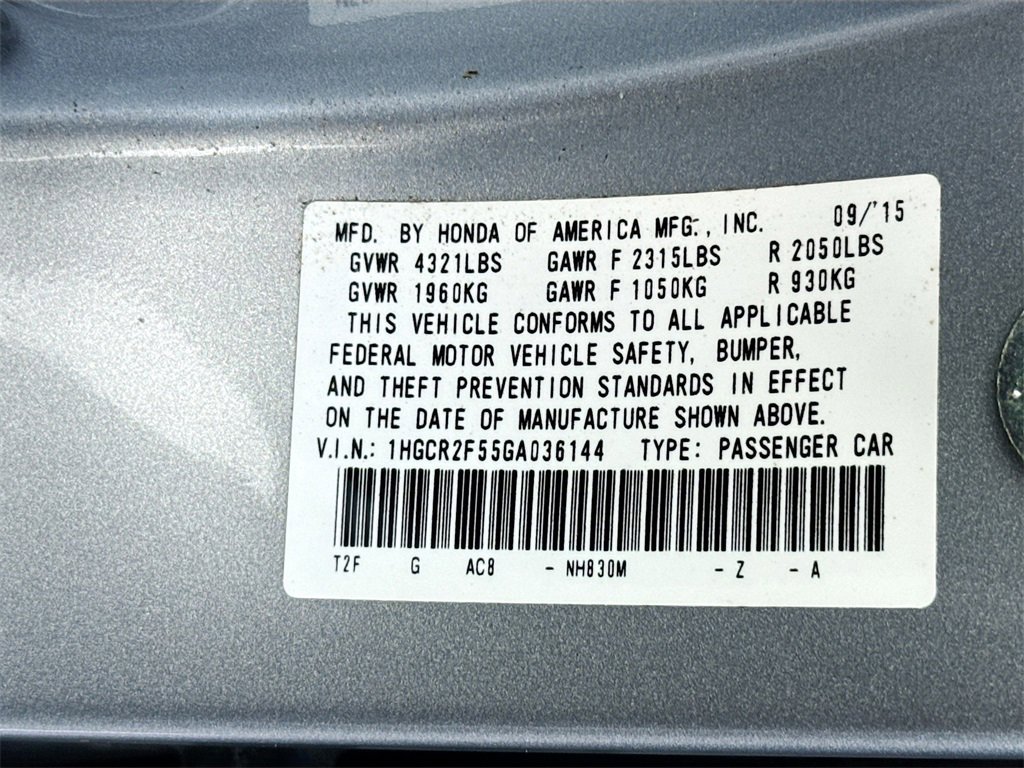 MFD. BY HONDA OF AMERICA MFG., INC. 09/'15
GVWR 4321LBS GAWR F 2315LBS R 2050LBS
GVWR 1960KG GAWR F 1050KG R 930KG
THIS VEHICLE CONFORMS TO ALL APPLICABLE
FEDERAL MOTOR VEHICLE SAFETY, BUMPER,
AND THEFT PREVENTION STANDARDS IN EFFECT
ON THE DATE OF MANUFACTURE SHOWN ABOVE.
V.I.N.: 1HGCR2F55GA036144 TYPE: PASSENGER CAR
T2F G AC8 - NH830M - Z - A